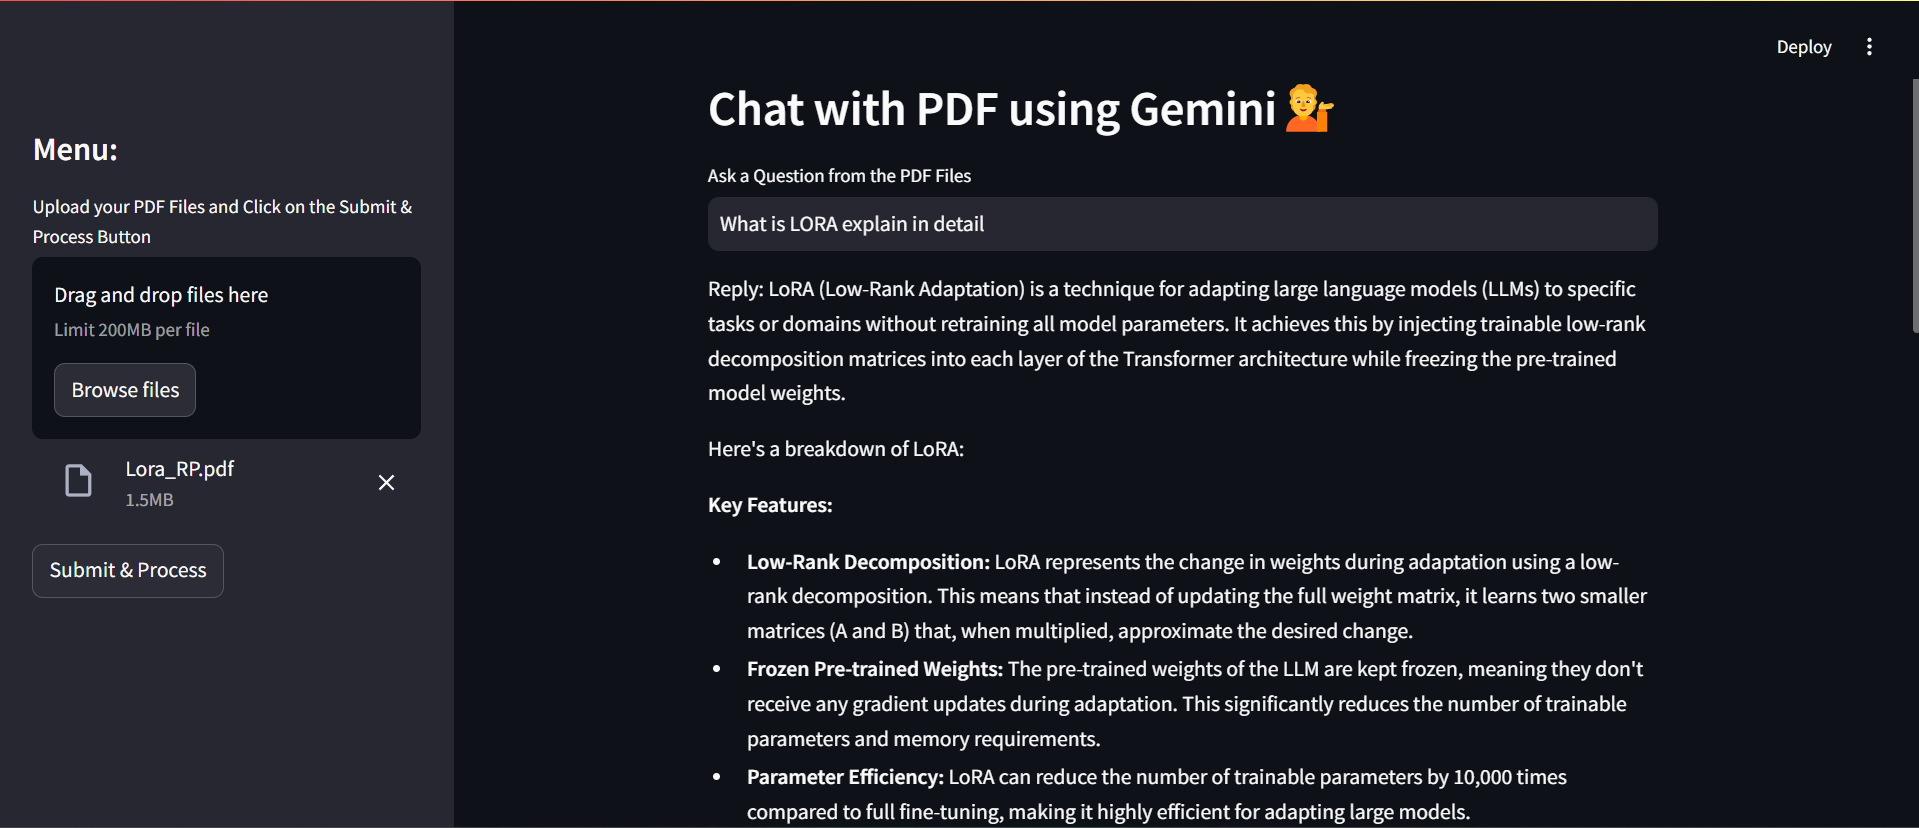 Deploy
Menu:
Upload your PDF Files and Click on the Submit &
Process Button
Drag and drop files here
Limit 200MB per file
Browse files
Lora_RP.pdf
1.5MB
Submit & Process
Chat with PDF using Gemini💁
Ask a Question from the PDF Files
What is LORA explain in detail
Reply: LoRA (Low-Rank Adaptation) is a technique for adapting large language models (LLMs) to specific
tasks or domains without retraining all model parameters. It achieves this by injecting trainable low-rank
decomposition matrices into each layer of the Transformer architecture while freezing the pre-trained
model weights.
Here's a breakdown of LoRA:
Key Features:
• Low-Rank Decomposition: LoRA represents the change in weights during adaptation using a low-
rank decomposition. This means that instead of updating the full weight matrix, it learns two smaller
matrices (A and B) that, when multiplied, approximate the desired change.
• Frozen Pre-trained Weights: The pre-trained weights of the LLM are kept frozen, meaning they don't
receive any gradient updates during adaptation. This significantly reduces the number of trainable
parameters and memory requirements.
• Parameter Efficiency: LoRA can reduce the number of trainable parameters by 10,000 times
compared to full fine-tuning, making it highly efficient for adapting large models.